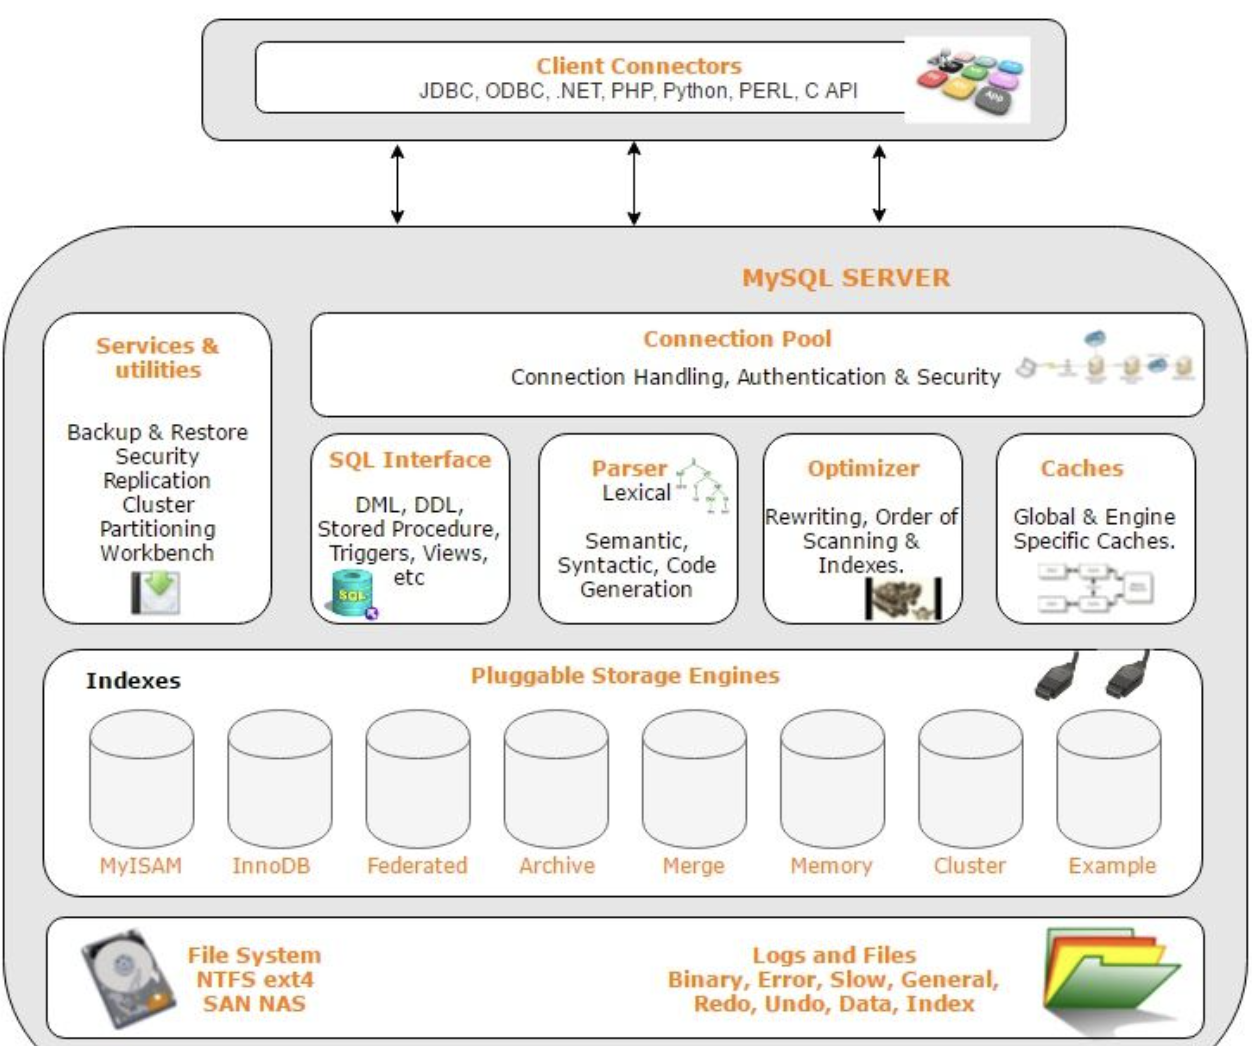 Client Connectors
JDBC, ODBC, .NET, PHP, Python, PERL, C API
APP
MySQL SERVER
Services &
utilities
Backup & Restore
Security
Replication
Cluster
Partitioning
Workbench
Connection Pool
Connection Handling, Authentication & Security
SQL Interface
DML, DDL,
Stored Procedure,
Triggers, Views,
etc
SQL
Parser
Lexical
Semantic,
Syntactic, Code
Generation
Optimizer
Rewriting, Order of
Scanning &
Indexes.
Caches
Global & Engine
Specific Caches.
Indexes
Pluggable Storage Engines
MyISAM
InnoDB
Federated
Archive
Merge
Memory
Cluster
Example
File System
NTFS ext4
SAN NAS
Logs and Files
Binary, Error, Slow, General,
Redo, Undo, Data, Index